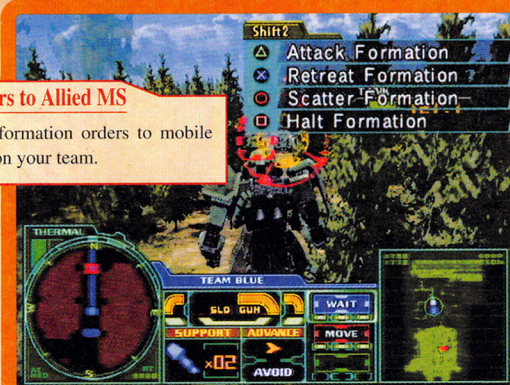 Shift2
Attack Formation
Retreat Formation
Scatter Formation
Halt Formation
rs to Allied MS
formation orders to mobile
on your team.
THERMAL
N
W
E
S
TEAM BLUE
SLD GUN
WAIT
SUPPORT ADVANCE
MOVE
×02
AVOID